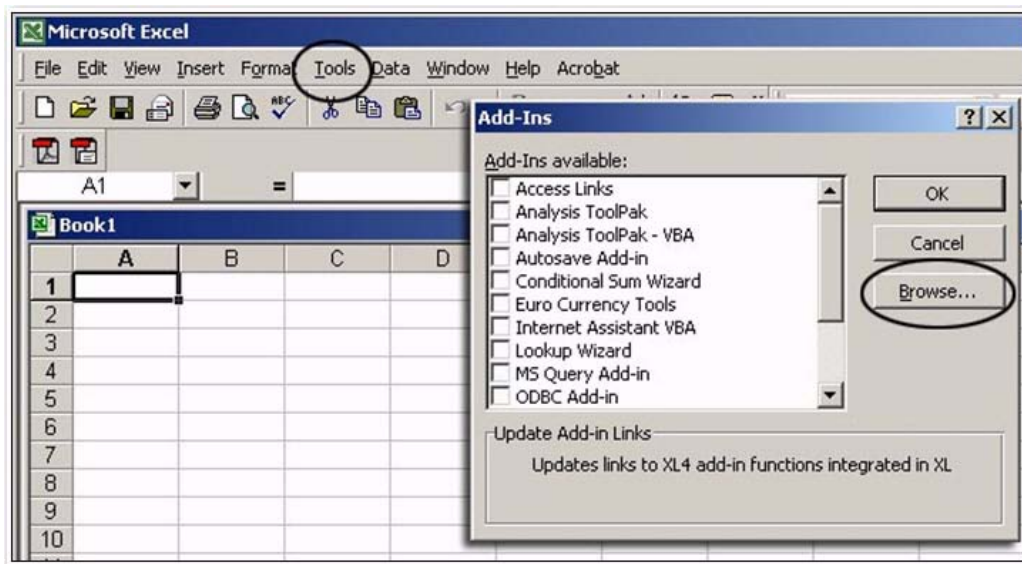 Microsoft Excel
File Edit View Insert Format Tools Data Window Help Acrobat
ABC
A1 =
Book1
A B C D
1
2
3
4
5
6
7
8
9
10
Add-Ins ? X
Add-Ins available:
Access Links
Analysis ToolPak
Analysis ToolPak - VBA
Autosave Add-in
Conditional Sum Wizard
Euro Currency Tools
Internet Assistant VBA
Lookup Wizard
MS Query Add-in
ODBC Add-in
OK
Cancel
Browse...
Update Add-in Links
Updates links to XL4 add-in functions integrated in XL